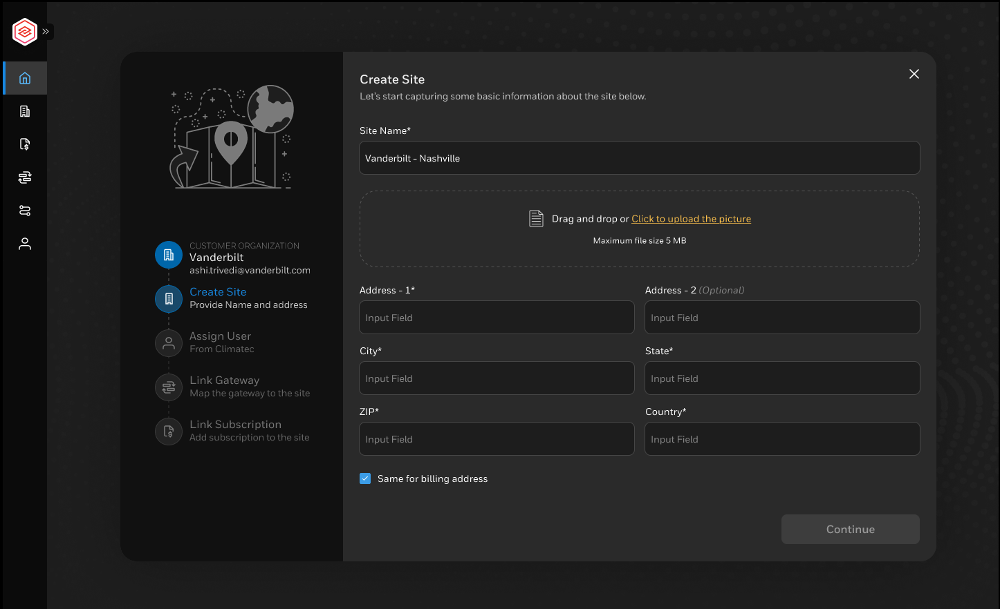 Create Site
Let's start capturing some basic information about the site below.
Site Name*
Vanderbilt - Nashville
Drag and drop or Click to upload the picture
Maximum file size 5 MB
CUSTOMER ORGANIZATION
Vanderbilt
ashi.trivedi@vanderbilt.com
Create Site
Provide Name and address
Assign User
From Climatec
Link Gateway
Map the gateway to the site
Link Subscription
Add subscription to the site
Address - 1*
Address - 2 (Optional)
Input Field
Input Field
City*
State*
Input Field
Input Field
ZIP*
Country*
Input Field
Input Field
Same for billing address
Continue